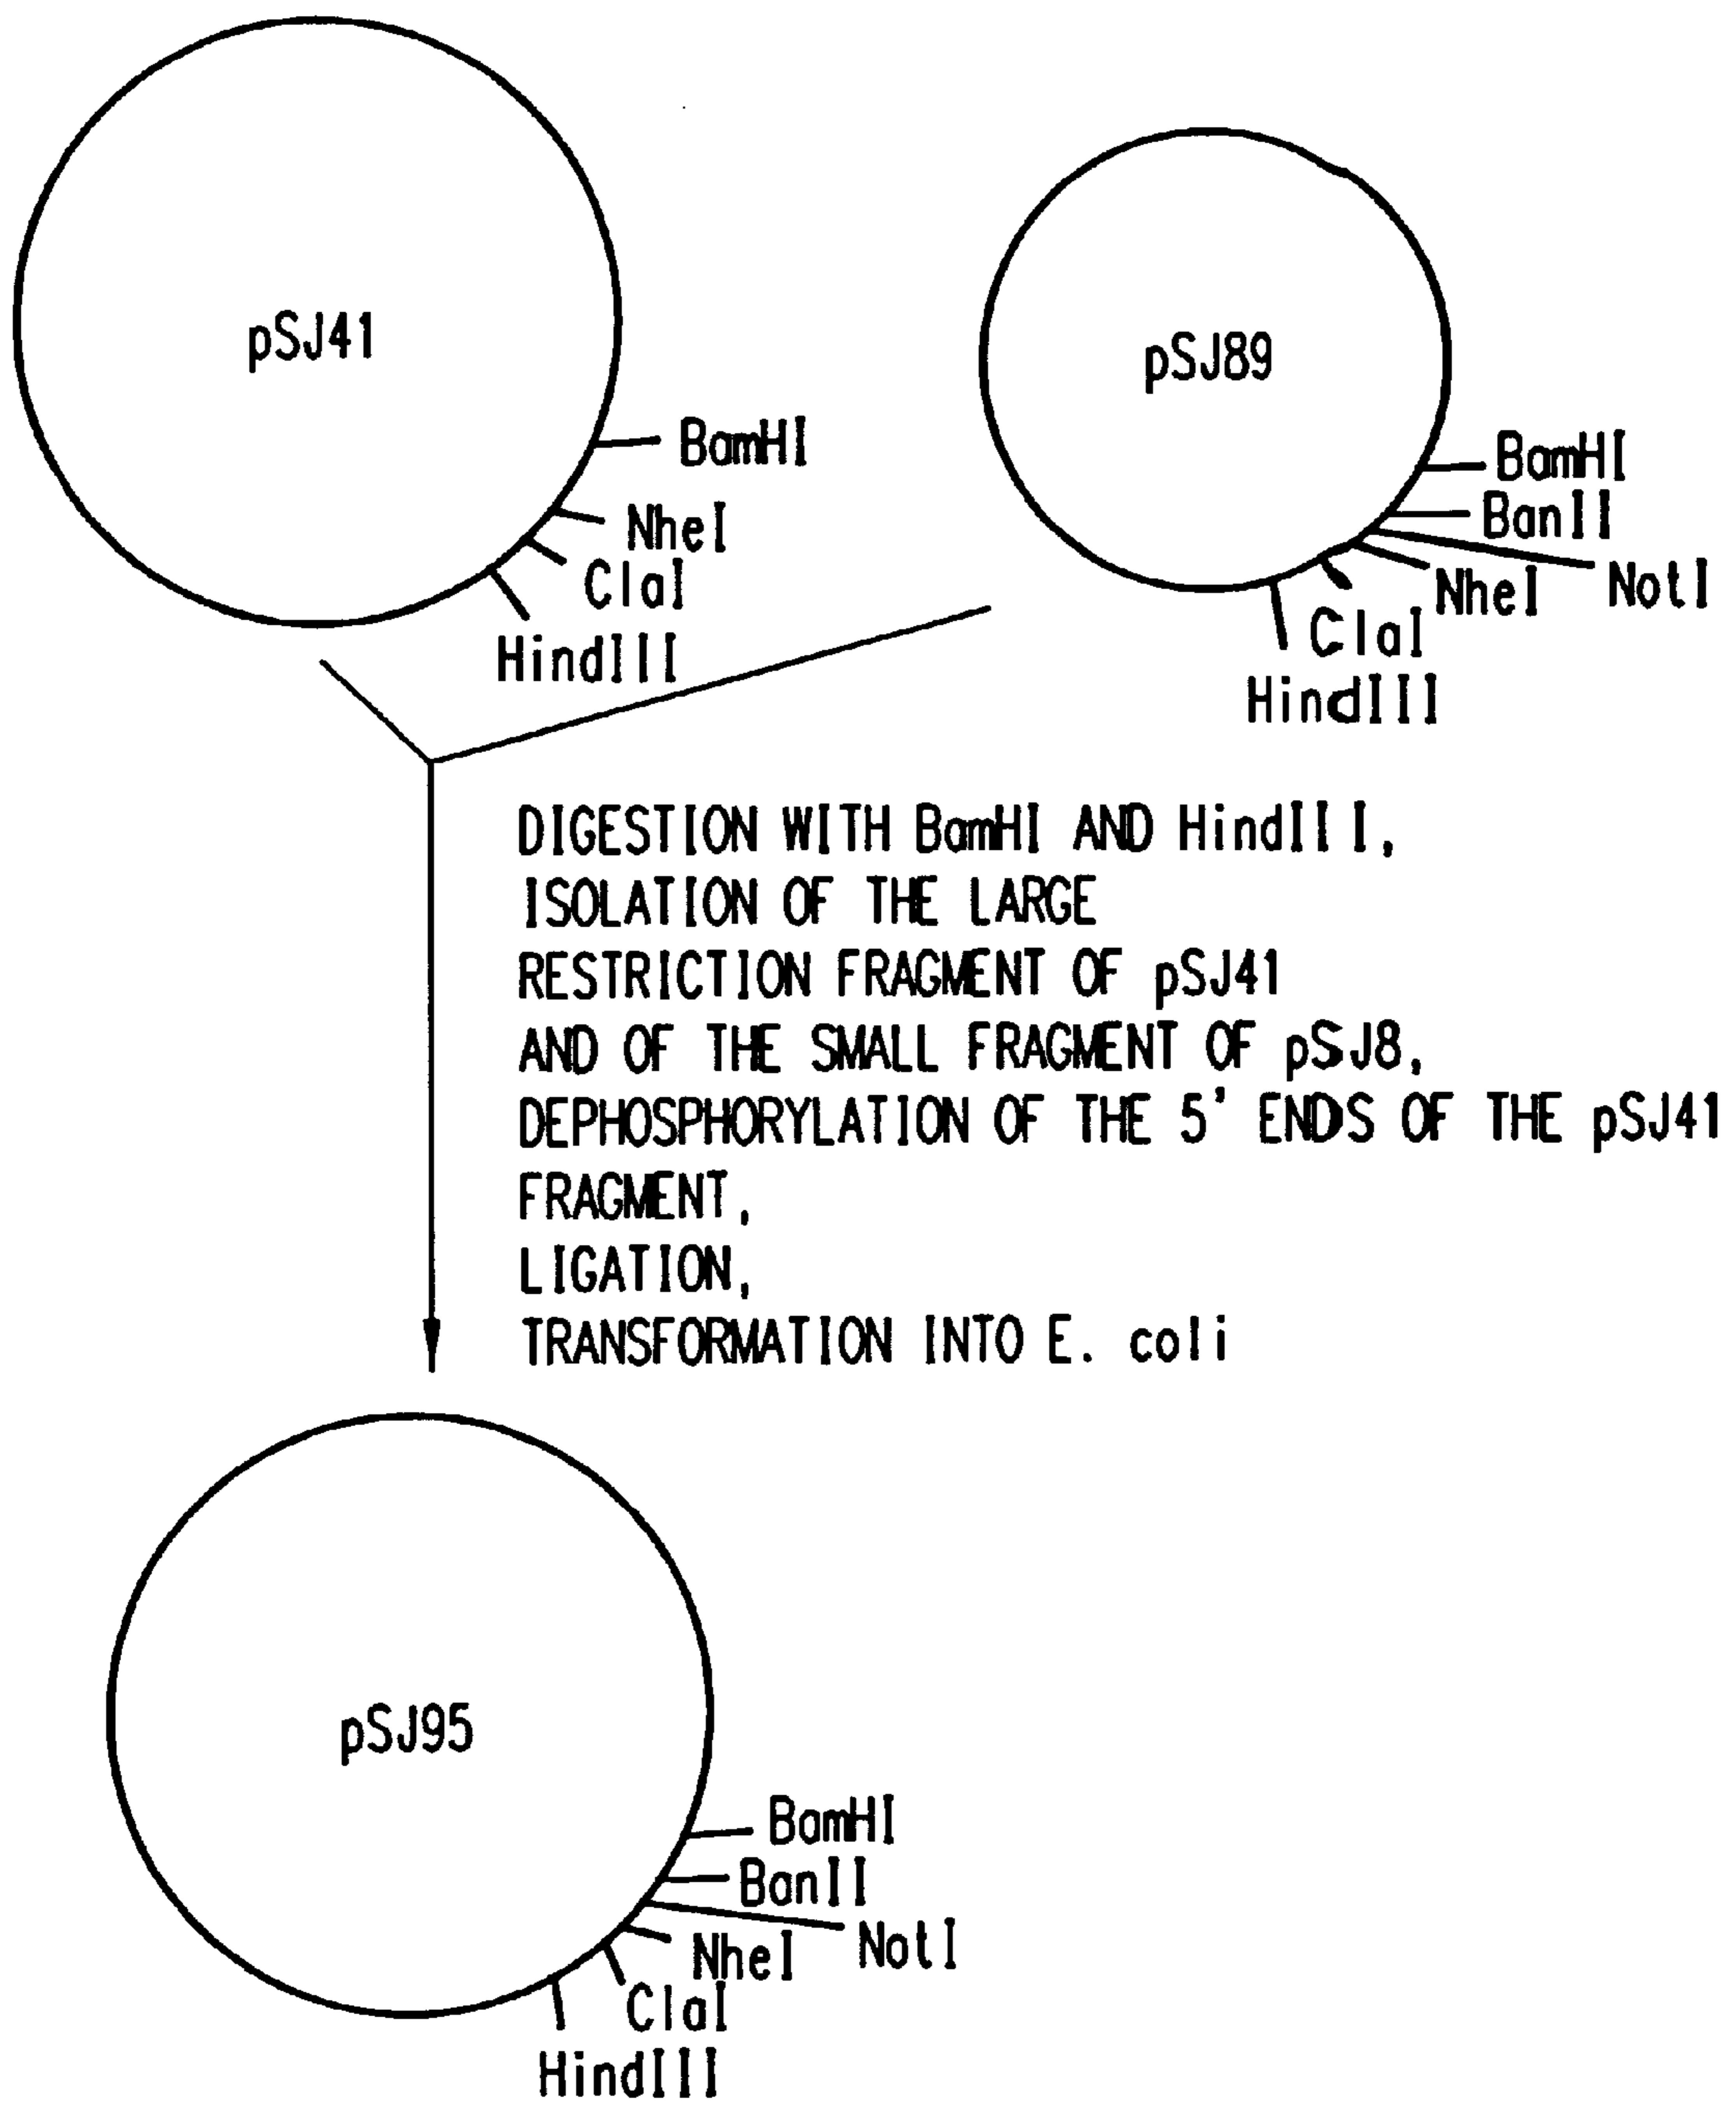 pSJ41
BamHI
NheI
ClaI
HindIII
pSJ89
BamHI
BanII
NotI
NheI
ClaI
HindIII
DIGESTION WITH BamHI AND HindIII,
ISOLATION OF THE LARGE
RESTRICTION FRAGMENT OF pSJ41
AND OF THE SMALL FRAGMENT OF pSJ8,
DEPHOSPHORYLATION OF THE 5' ENDS OF THE pSJ41
FRAGMENT,
LIGATION,
TRANSFORMATION INTO E. coli
pSJ95
BamHI
BanII
NotI
NheI
ClaI
HindIII